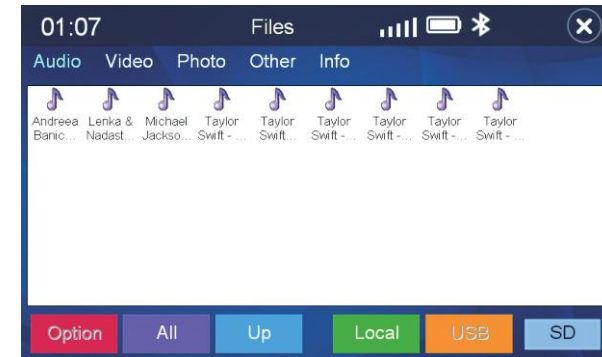 01:07 Files
Audio Video Photo Other Info
Andreea Lenka & Michael Taylor Taylor Taylor Taylor Taylor Taylor
Banic... Nadast... Jackso... Swift - ... Swift... Swift - ... Swift - ... Swift - ... Swift - ...
Option All Up Local USB SD